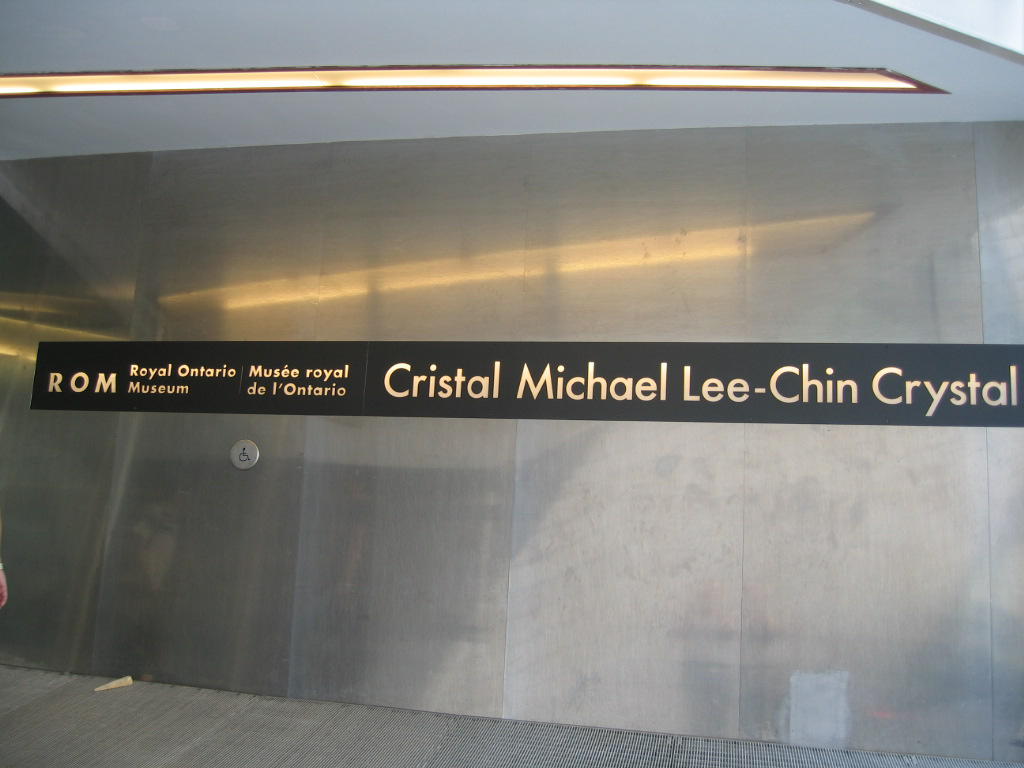 ROM
Royal Ontario
Museum
Musée royal
de l'Ontario
Cristal Michael Lee-Chin Crystal